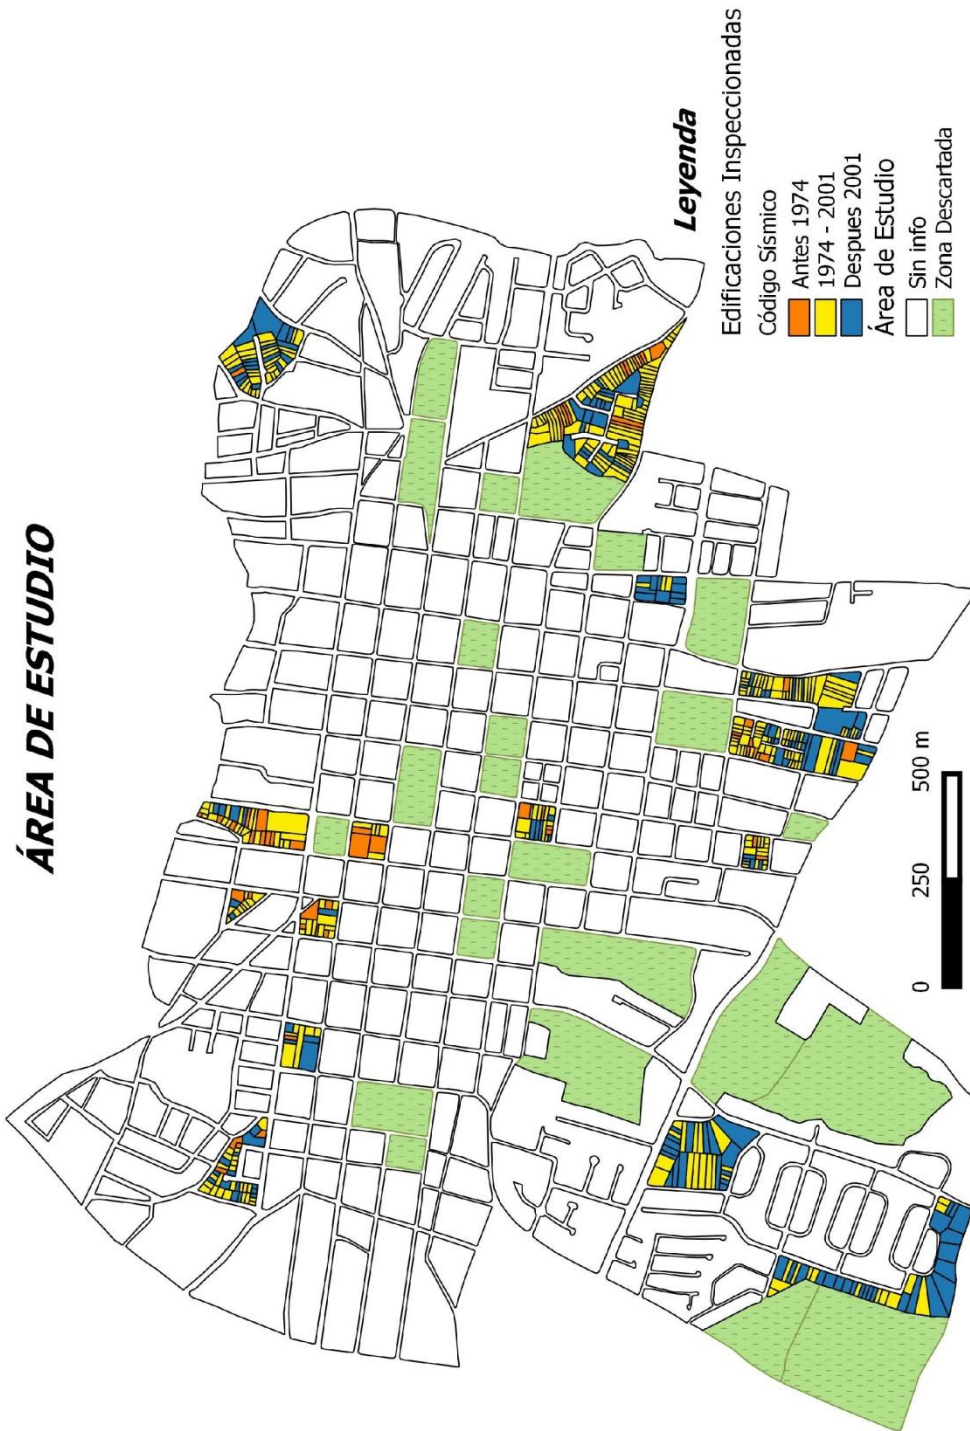 ÁREA DE ESTUDIO
Leyenda
Edificaciones Inspeccionadas
Código Sísmico
Antes 1974
1974 - 2001
Despues 2001
Área de Estudio
Sin info
Zona Descartada
0 250 500 m